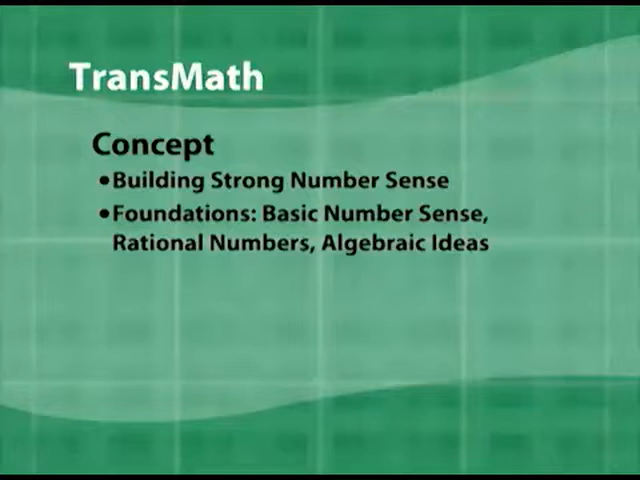 TransMath
Concept
•Building Strong Number Sense
•Foundations: Basic Number Sense,
Rational Numbers, Algebraic Ideas